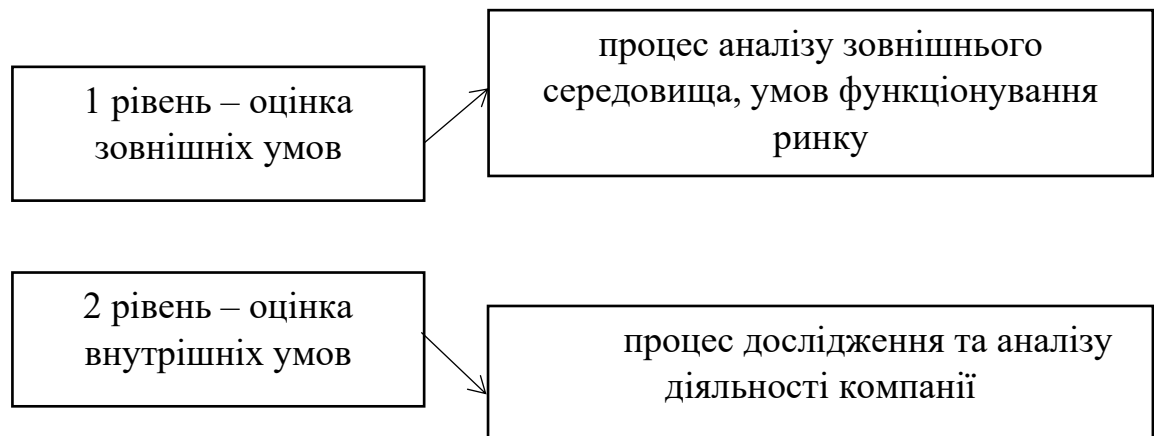 1 рівень – оцінка
зовнішніх умов
процес аналізу зовнішнього
середовища, умов функціонування
ринку
2 рівень – оцінка
внутрішніх умов
процес дослідження та аналізу
діяльності компанії